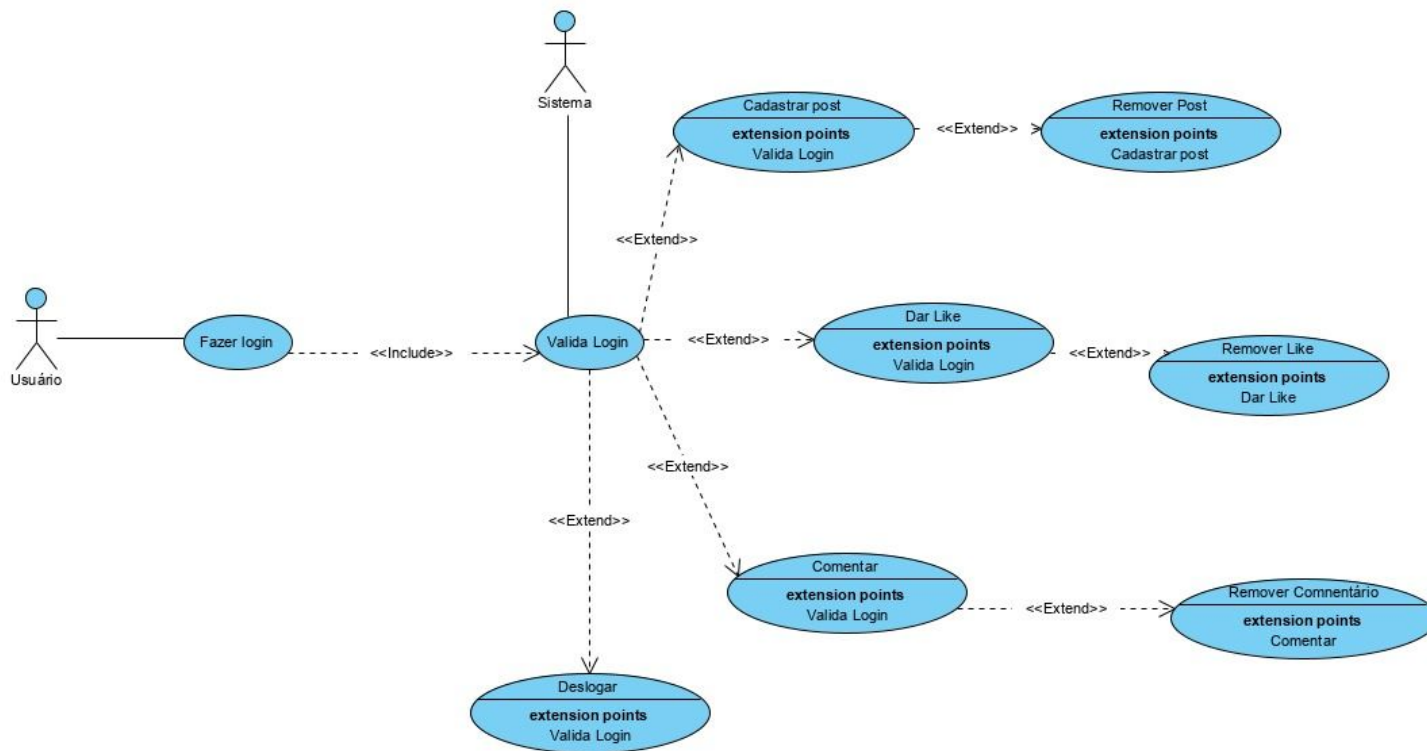 Sistema
Cadastrar post
extension points
Valida Login
<<Extend>>
Remover Post
extension points
Cadastrar post
<<Extend>>
Usuário
Fazer login
<<Include>>
Valida Login
<<Extend>>
Dar Like
extension points
Valida Login
<<Extend>>
Remover Like
extension points
Dar Like
<<Extend>>
Comentar
extension points
Valida Login
<<Extend>>
Remover Comnentário
extension points
Comentar
<<Extend>>
Deslogar
extension points
Valida Login